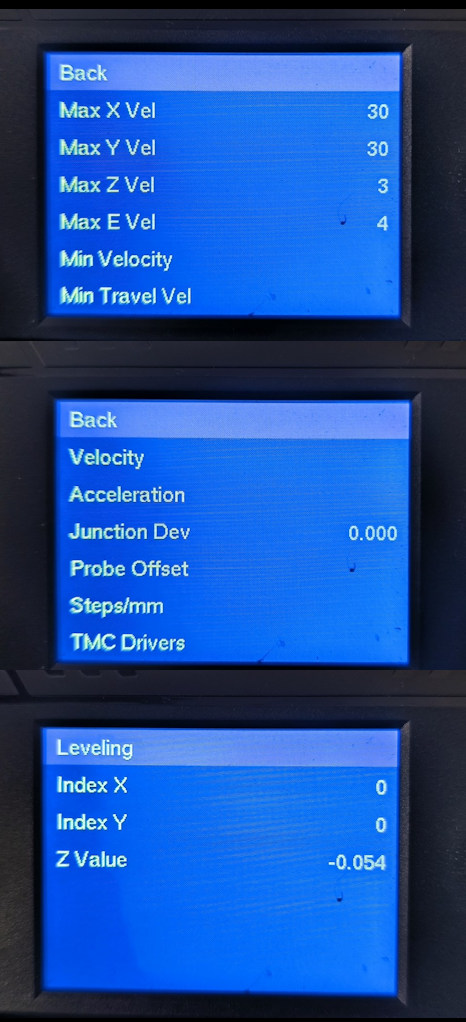 Back
Max X Vel 30
Max Y Vel 30
Max Z Vel 3
Max E Vel 4
Min Velocity
Min Travel Vel
Back
Velocity
Acceleration
Junction Dev 0.000
Probe Offset
Steps/mm
TMC Drivers
Leveling
Index X 0
Index Y 0
Z Value -0.054